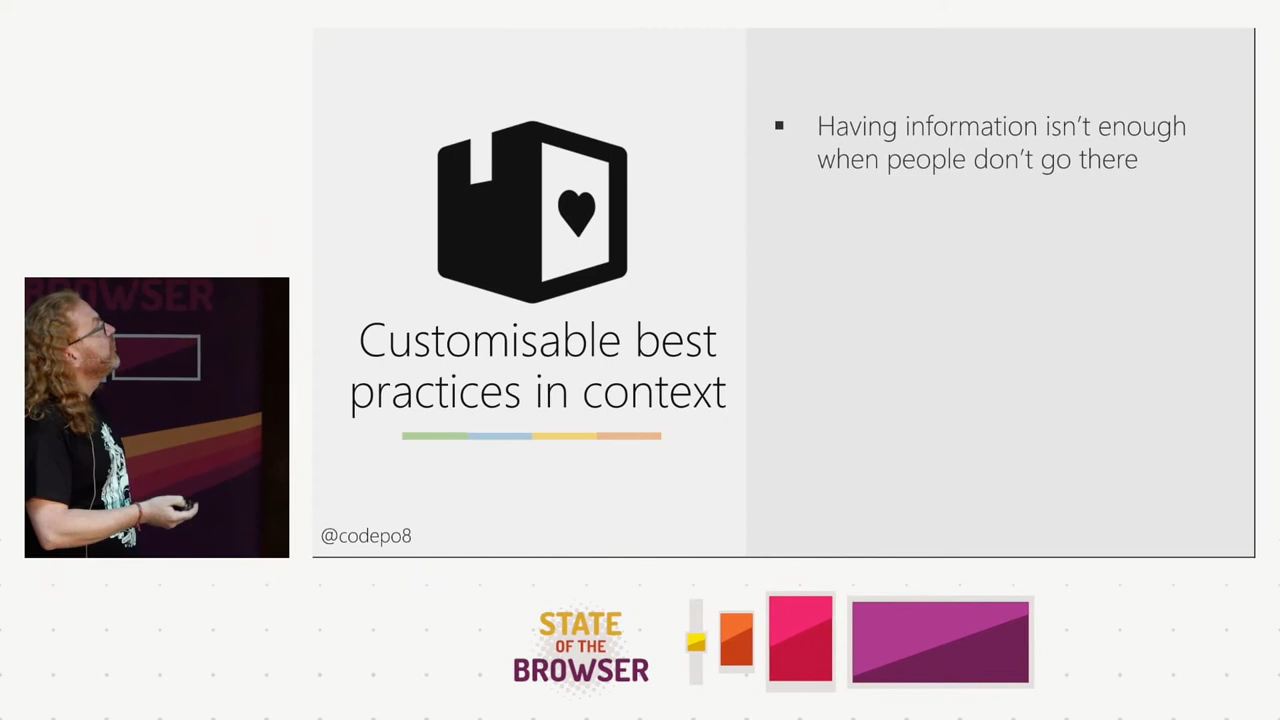 BROWSER
▪ Having information isn't enough
when people don't go there
Customisable best
practices in context
@codepo8
STATE
OF THE
BROWSER